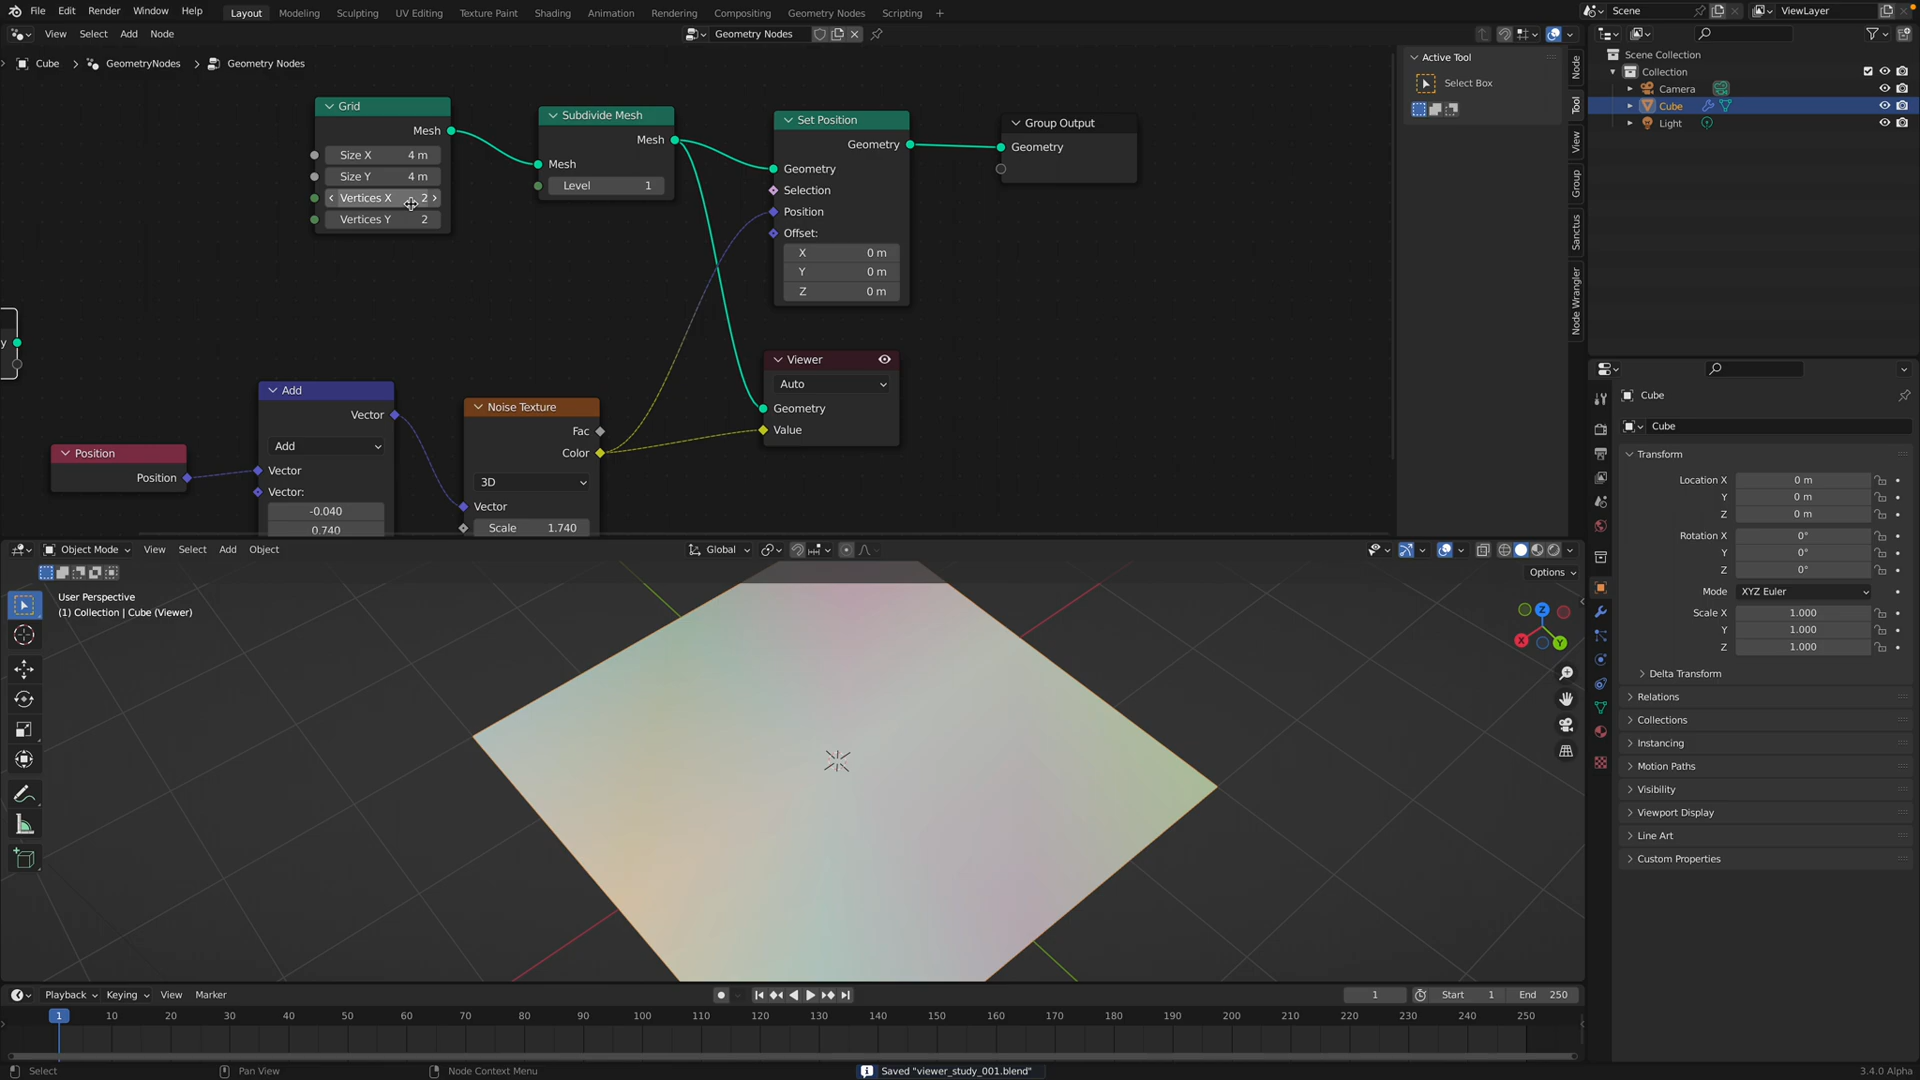 File Edit Render Window Help Layout Modeling Sculpting UV Editing Texture Paint Shading Animation Rendering Compositing Geometry Nodes Scripting + Scene ViewLayer
View Select Add Node Geometry Nodes
Cube > GeometryNodes > Geometry Nodes
Grid
Mesh
Size X 4 m
Size Y 4 m
Vertices X 2
Vertices Y 2
Subdivide Mesh
Mesh
Mesh
Level 1
Set Position
Geometry
Geometry
Selection
Position
Offset:
X 0 m
Y 0 m
Z 0 m
Group Output
Geometry
Viewer
Auto
Geometry
Value
y
Position
Position
Add
Vector
Add
Vector
Vector:
-0.040
0.740
Noise Texture
Fac
Color
3D
Vector
Scale 1.740
Active Tool
Select Box
Node
Tool
View
Group
Sanctus
Node Wrangler
Scene Collection
Collection
Camera
Cube
Light
Cube
Cube
Transform
Location X 0 m
Y 0 m
Z 0 m
Rotation X 0°
Y 0°
Z 0°
Mode XYZ Euler
Scale X 1.000
Y 1.000
Z 1.000
Delta Transform
Relations
Collections
Instancing
Motion Paths
Visibility
Viewport Display
Line Art
Custom Properties
Object Mode View Select Add Object Global
Options
User Perspective
(1) Collection | Cube (Viewer)
Z
X
Y
Playback Keying View Marker 1 Start 1 End 250
1 10 20 30 40 50 60 70 80 90 100 110 120 130 140 150 160 170 180 190 200 210 220 230 240 250
Select Pan View Node Context Menu Saved "viewer_study_001.blend" 3.4.0 Alpha